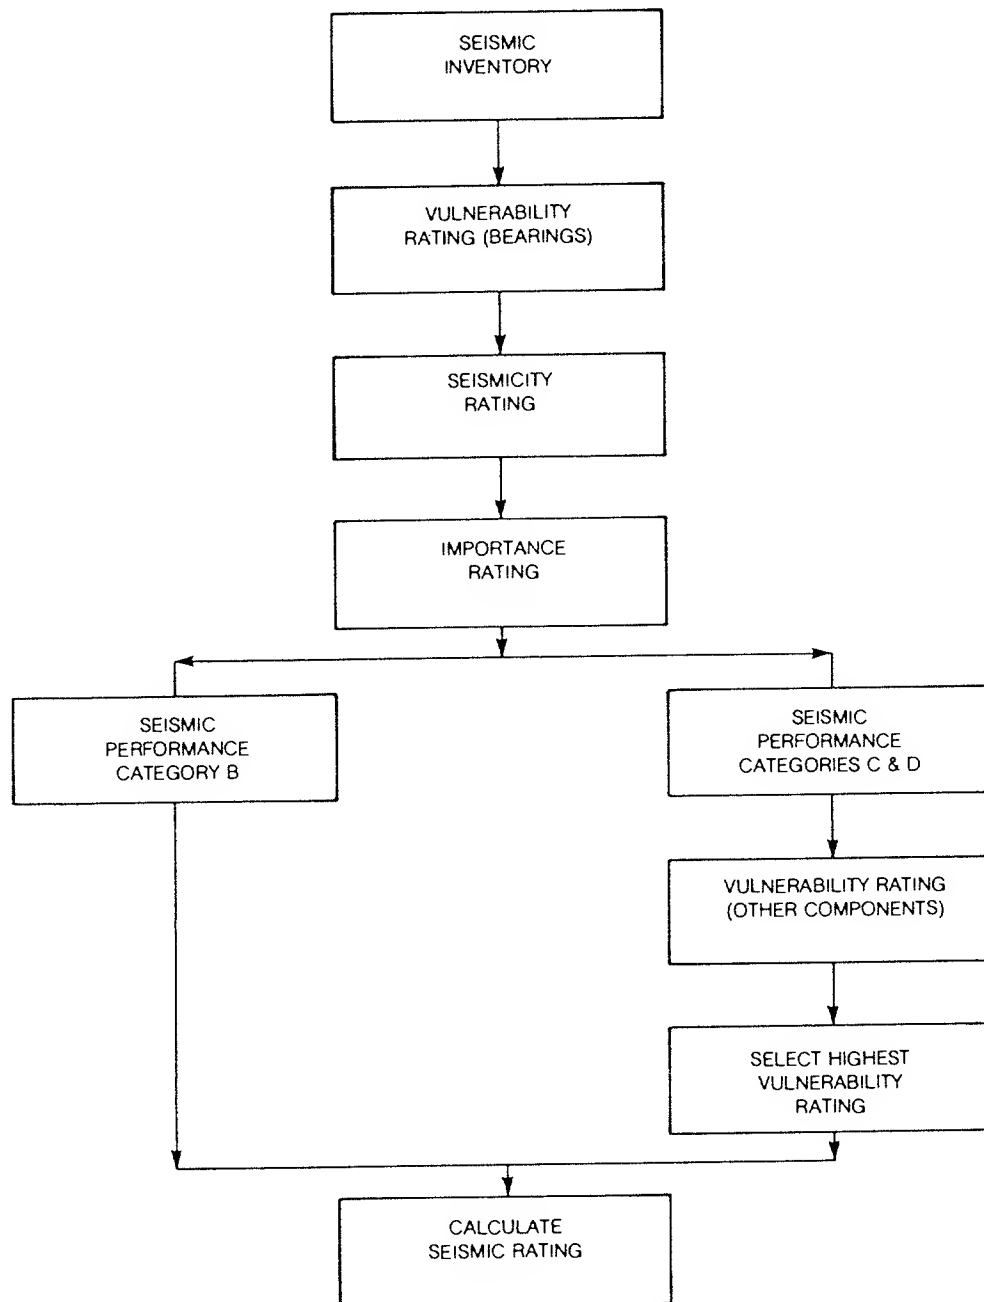 SEISMIC
INVENTORY
VULNERABILITY
RATING (BEARINGS)
SEISMICITY
RATING
IMPORTANCE
RATING
SEISMIC
PERFORMANCE
CATEGORY B
SEISMIC
PERFORMANCE
CATEGORIES C & D
VULNERABILITY RATING
(OTHER COMPONENTS)
SELECT HIGHEST
VULNERABILITY
RATING
CALCULATE
SEISMIC RATING